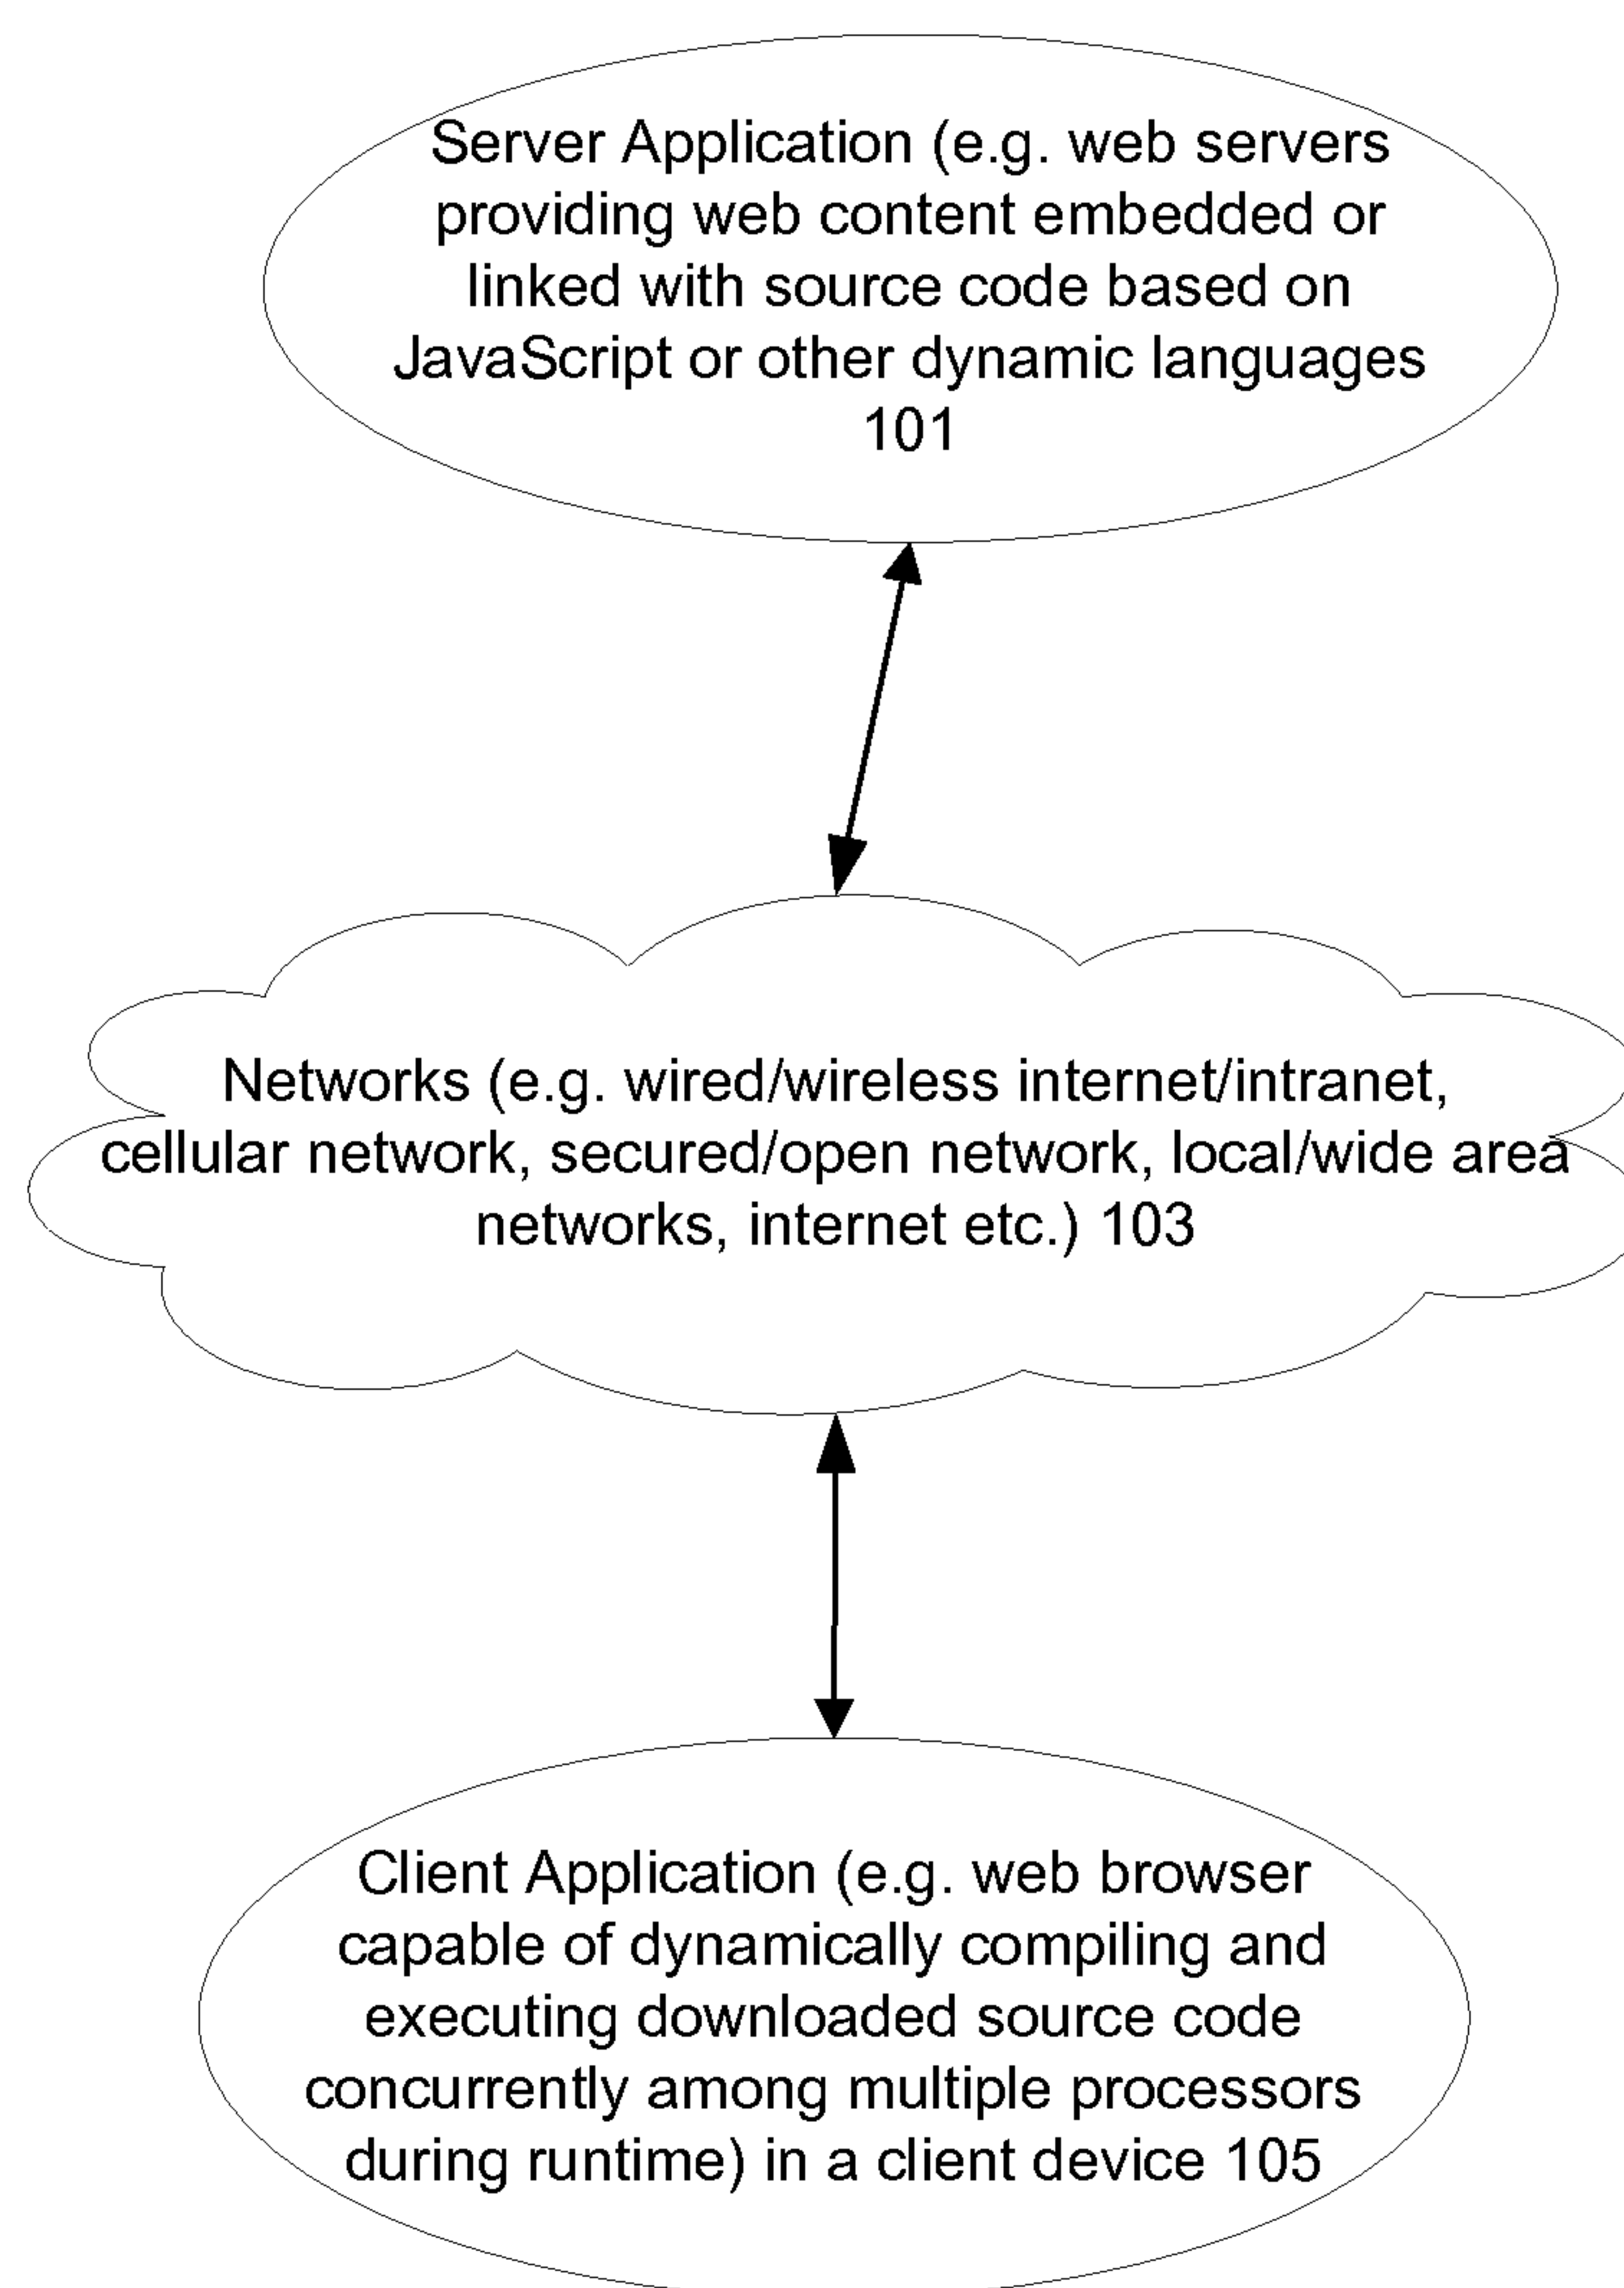 Server Application (e.g. web servers
providing web content embedded or
linked with source code based on
JavaScript or other dynamic languages
101
Networks (e.g. wired/wireless internet/intranet,
cellular network, secured/open network, local/wide area
networks, internet etc.) 103
Client Application (e.g. web browser
capable of dynamically compiling and
executing downloaded source code
concurrently among multiple processors
during runtime) in a client device 105